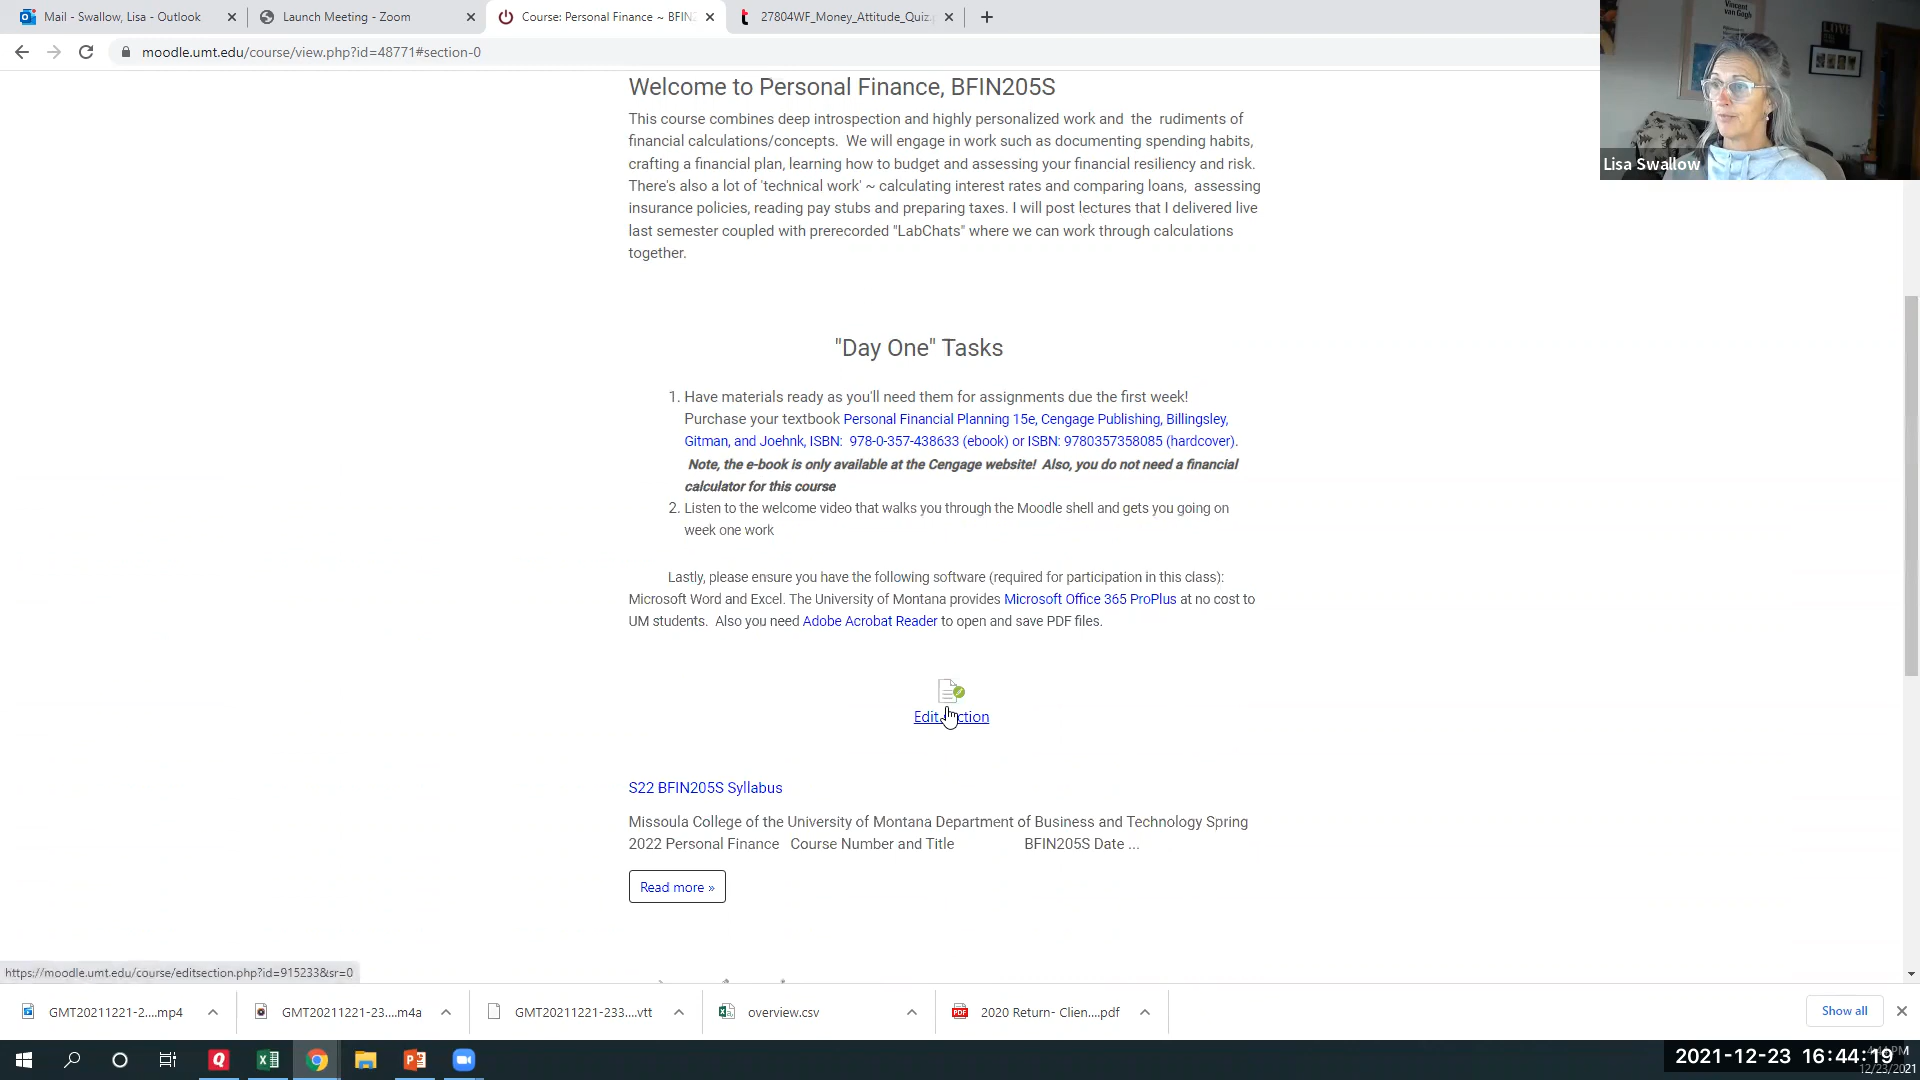 Mail - Swallow, Lisa - Outlook
Launch Meeting - Zoom
Course: Personal Finance ~ BFIN
27804WF_Money_Attitude_Quiz.
moodle.umt.edu/course/view.php?id=48771#section-0
Vincent
van Gogh
LOVE
Lisa Swallow
Welcome to Personal Finance, BFIN205S
This course combines deep introspection and highly personalized work and the rudiments of
financial calculations/concepts. We will engage in work such as documenting spending habits,
crafting a financial plan, learning how to budget and assessing your financial resiliency and risk.
There's also a lot of 'technical work' ~ calculating interest rates and comparing loans, assessing
insurance policies, reading pay stubs and preparing taxes. I will post lectures that I delivered live
last semester coupled with prerecorded "LabChats" where we can work through calculations
together.
"Day One" Tasks
1. Have materials ready as you'll need them for assignments due the first week!
Purchase your textbook Personal Financial Planning 15e, Cengage Publishing, Billingsley,
Gitman, and Joehnk, ISBN: 978-0-357-438633 (ebook) or ISBN: 9780357358085 (hardcover).
Note, the e-book is only available at the Cengage website! Also, you do not need a financial
calculator for this course
2. Listen to the welcome video that walks you through the Moodle shell and gets you going on
week one work
Lastly, please ensure you have the following software (required for participation in this class):
Microsoft Word and Excel. The University of Montana provides Microsoft Office 365 ProPlus at no cost to
UM students. Also you need Adobe Acrobat Reader to open and save PDF files.
Edit section
S22 BFIN205S Syllabus
Missoula College of the University of Montana Department of Business and Technology Spring
2022 Personal Finance Course Number and Title BFIN205S Date ...
Read more »
https://moodle.umt.edu/course/editsection.php?id=915233&sr=0
GMT20211221-2....mp4
GMT20211221-23....m4a
GMT20211221-233....vtt
overview.csv
2020 Return- Clien....pdf
Show all
2021-12-23 16:44:19
12/23/2021